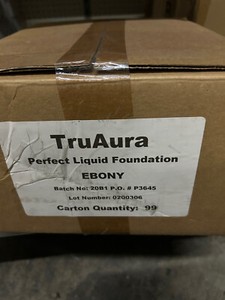 TruAura
Perfect Liquid Foundation
EBONY
Batch No: 20B1 P.O. # P3645
Lot Number: 0200306
Carton Quantity: 99